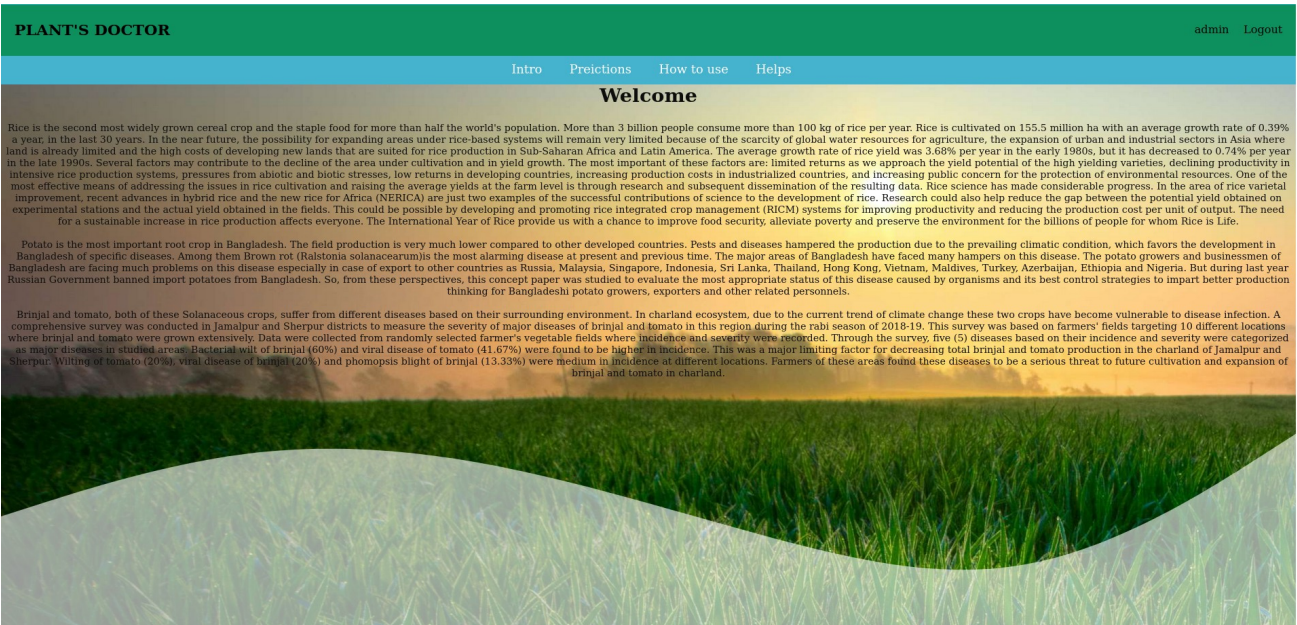 PLANT'S DOCTOR
admin Logout
Intro Preictions How to use Helps
Welcome
Rice is the second most widely grown cereal crop and the staple food for more than half the world's population. More than 3 billion people consume more than 100 kg of rice per year. Rice is cultivated on 155.5 million ha with an average growth rate of 0.39%
a year, in the last 30 years. In the near future, the possibility for expanding areas under rice-based systems will remain very limited because of the scarcity of global water resources for agriculture, the expansion of urban and industrial sectors in Asia where
land is already limited and the high costs of developing new lands that are suited for rice production in Sub-Saharan Africa and Latin America. The average growth rate of rice yield was 3.68% per year in the early 1980s, but it has decreased to 0.74% per year
in the late 1990s. Several factors may contribute to the decline of the area under cultivation and in yield growth. The most important of these factors are: limited returns as we approach the yield potential of the high yielding varieties, declining productivity in
intensive rice production systems, pressures from abiotic and biotic stresses, low returns in developing countries, increasing production costs in industrialized countries, and increasing public concern for the protection of environmental resources. One of the
most effective means of addressing the issues in rice cultivation and raising the average yields at the farm level is through research and subsequent dissemination of the resulting data. Rice science has made considerable progress. In the area of rice varietal
improvement, recent advances in hybrid rice and the new rice for Africa (NERICA) are just two examples of the successful contributions of science to the development of rice. Research could also help reduce the gap between the potential yield obtained on
experimental stations and the actual yield obtained in the fields. This could be possible by developing and promoting rice integrated crop management (RICM) systems for improving productivity and reducing the production cost per unit of output. The need
for a sustainable increase in rice production affects everyone. The International Year of Rice provide us with a chance to improve food security, alleviate poverty and preserve the environment for the billions of people for whom Rice is Life.
Potato is the most important root crop in Bangladesh. The field production is very much lower compared to other developed countries. Pests and diseases hampered the production due to the prevailing climatic condition, which favors the development in
Bangladesh of specific diseases. Among them Brown rot (Ralstonia solanacearum)is the most alarming disease at present and previous time. The major areas of Bangladesh have faced many hampers on this disease. The potato growers and businessmen of
Bangladesh are facing much problems on this disease especially in case of export to other countries as Russia, Malaysia, Singapore, Indonesia, Sri Lanka, Thailand, Hong Kong, Vietnam, Maldives, Turkey, Azerbaijan, Ethiopia and Nigeria. But during last year
Russian Government banned import potatoes from Bangladesh. So, from these perspectives, this concept paper was studied to evaluate the most appropriate status of this disease caused by organisms and its best control strategies to impart better production
thinking for Bangladeshi potato growers, exporters and other related personnels.
Brinjal and tomato, both of these Solanaceous crops, suffer from different diseases based on their surrounding environment. In charland ecosystem, due to the current trend of climate change these two crops have become vulnerable to disease infection. A
comprehensive survey was conducted in Jamalpur and Sherpur districts to measure the severity of major diseases of brinjal and tomato in this region during the rabi season of 2018-19. This survey was based on farmers' fields targeting 10 different locations
where brinjal and tomato were grown extensively. Data were collected from randomly selected farmer's vegetable fields where incidence and severity were recorded. Through the survey, five (5) diseases based on their incidence and severity were categorized
as major diseases in studied areas. Bacterial wilt of brinjal (60%) and viral disease of tomato (41.67%) were found to be higher in incidence. This was a major limiting factor for decreasing total brinjal and tomato production in the charland of Jamalpur and
Sherpur. Wilting of tomato (20%), viral disease of brinjal (20%) and phomopsis blight of brinjal (13.33%) were medium in incidence at different locations. Farmers of these areas found these diseases to be a serious threat to future cultivation and expansion of
brinjal and tomato in charland.